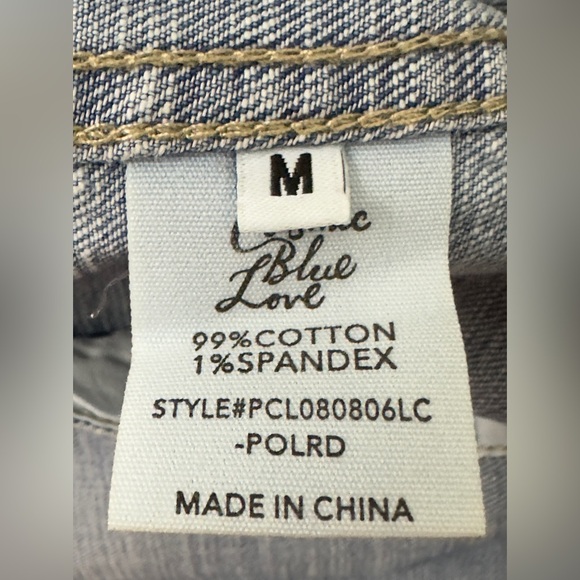 M
Blue
Love
99%COTTON
1%SPANDEX
STYLE#PCL080806LC
-POLRD
MADE IN CHINA